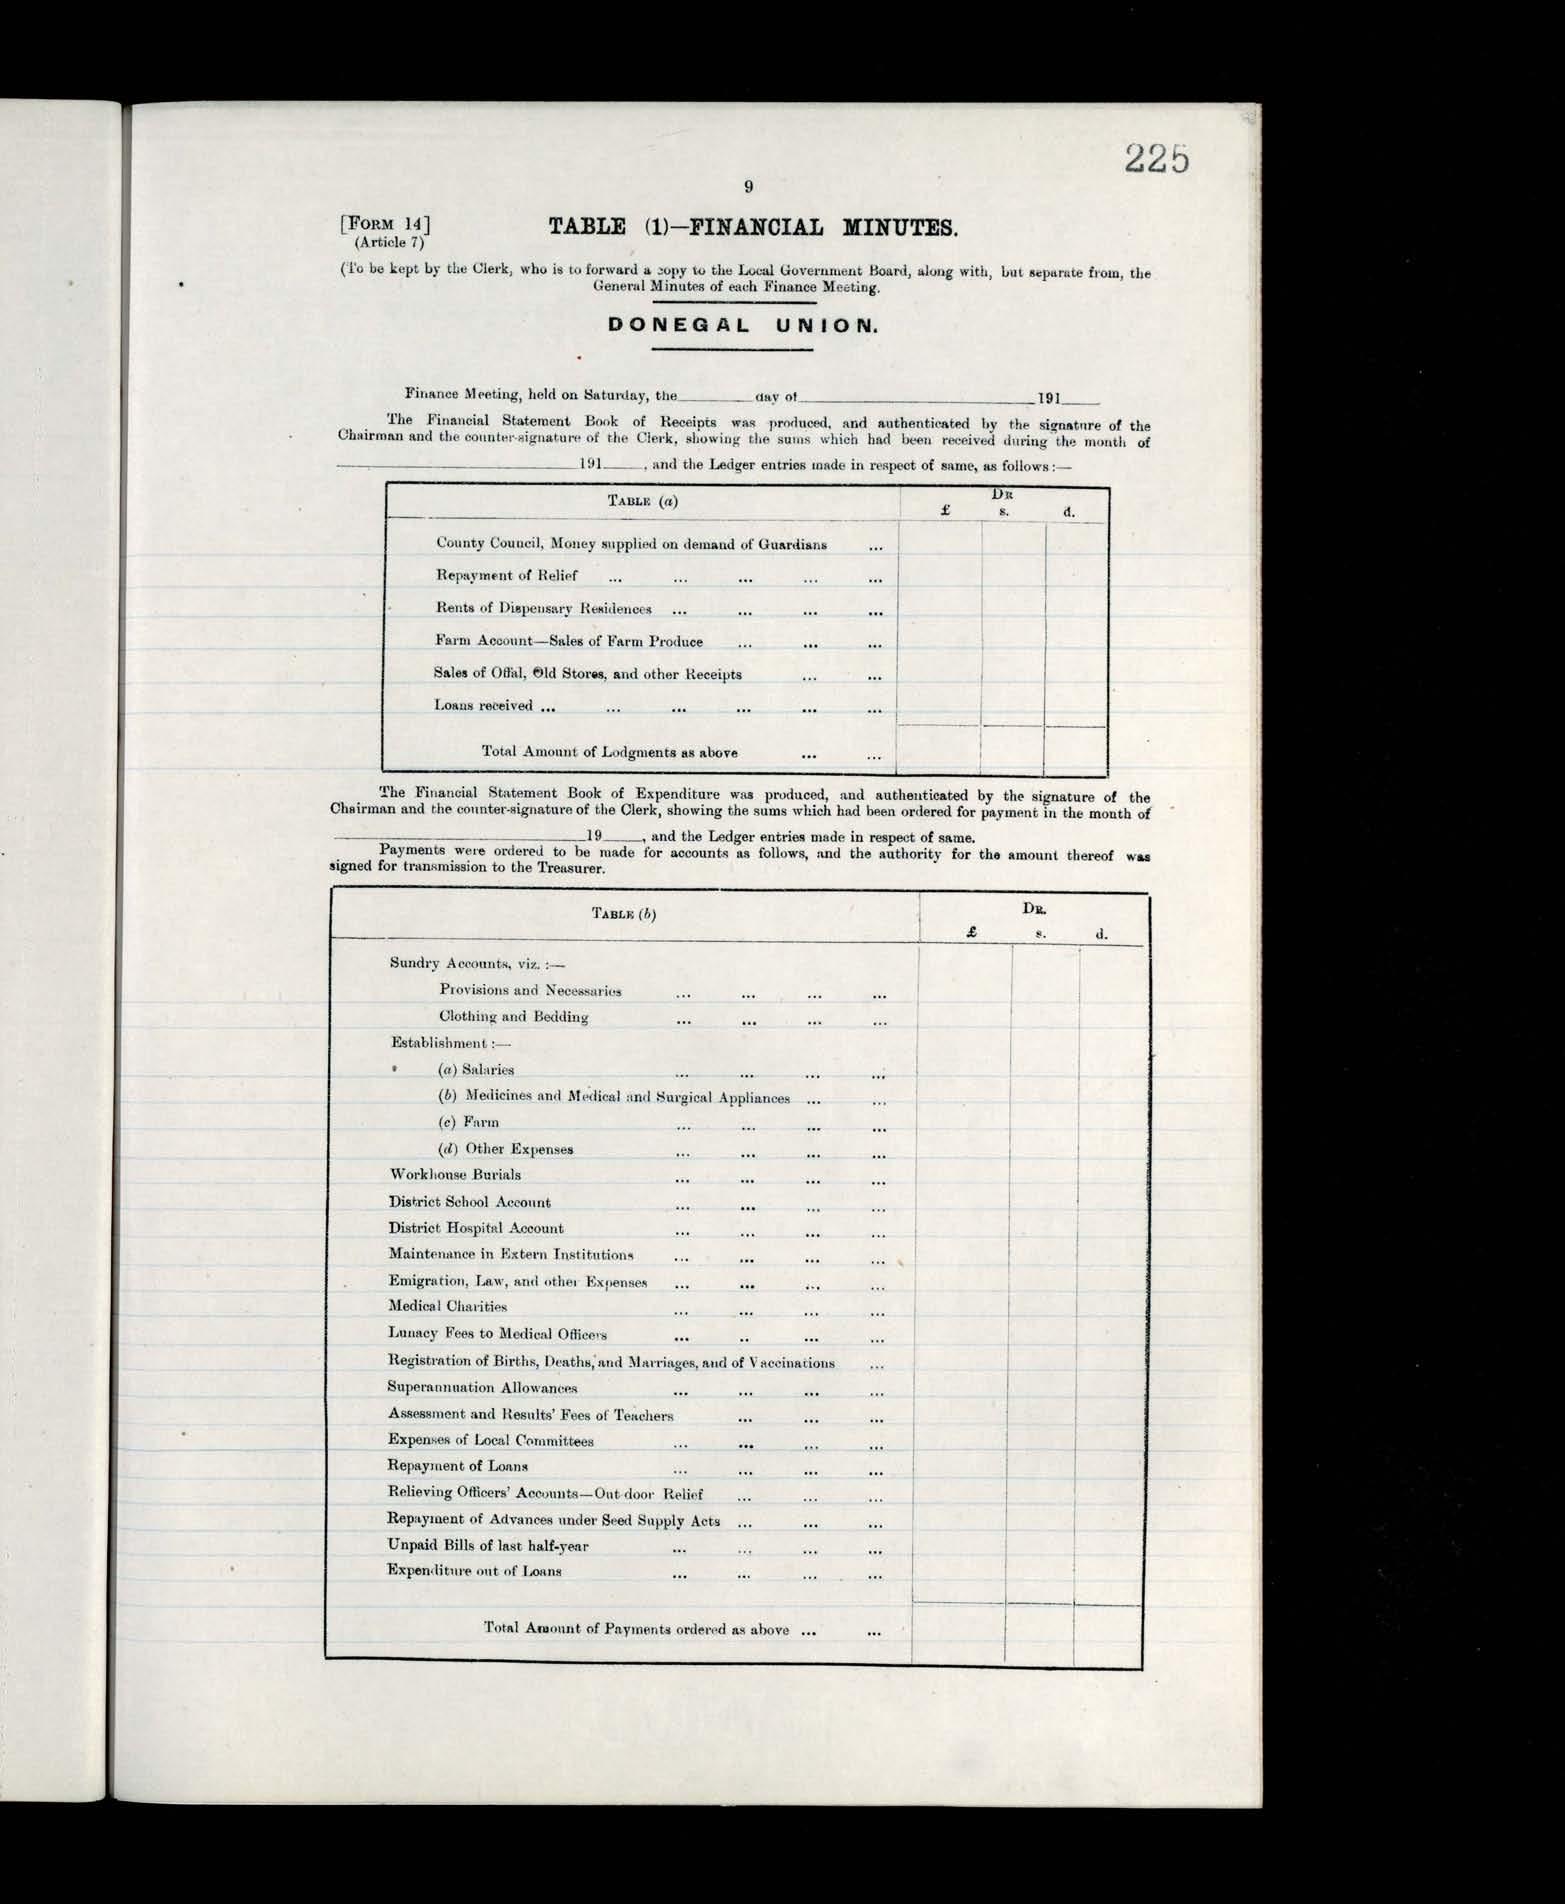 225
9
[FORM 14] TABLE (1)—FINANCIAL MINUTES.
(Article 7)
(To be kept by the Clerk, who is to forward a copy to the Local Government Board, along with, but separate from, the
General Minutes of each Finance Meeting.
DONEGAL UNION.
Finance Meeting, held on Saturday, the______day of______191____
The Financial Statement Book of Receipts was produced, and authenticated by the signature of the
Chairman and the counter-signature of the Clerk, showing the sums which had been received during the month of
______191____, and the Ledger entries made in respect of same, as follows:—
TABLE (a) DR
£ s. d.
County Council, Money supplied on demand of Guardians ...
Repayment of Relief ... ... ... ... ...
Rents of Dispensary Residences ... ... ... ...
Farm Account—Sales of Farm Produce ... ... ...
Sales of Offal, Old Stores, and other Receipts ... ...
Loans received ... ... ... ... ... ...
Total Amount of Lodgments as above ... ...
The Financial Statement Book of Expenditure was produced, and authenticated by the signature of the
Chairman and the counter-signature of the Clerk, showing the sums which had been ordered for payment in the month of
______19____, and the Ledger entries made in respect of same.
Payments were ordered to be made for accounts as follows, and the authority for the amount thereof was
signed for transmission to the Treasurer.
TABLE (b) DR.
£ s. d.
Sundry Accounts, viz. :—
Provisions and Necessaries ... ... ... ...
Clothing and Bedding ... ... ... ...
Establishment :—
(a) Salaries ... ... ... ...
(b) Medicines and Medical and Surgical Appliances ... ...
(c) Farm ... ... ... ...
(d) Other Expenses ... ... ... ...
Workhouse Burials ... ... ... ...
District School Account ... ... ... ...
District Hospital Account ... ... ... ...
Maintenance in Extern Institutions ... ... ... ...
Emigration, Law, and other Expenses ... ... ... ...
Medical Charities ... ... ... ...
Lunacy Fees to Medical Officers ... .. ... ...
Registration of Births, Deaths, and Marriages, and of Vaccinations ...
Superannuation Allowances ... ... ... ...
Assessment and Results' Fees of Teachers ... ... ...
Expenses of Local Committees ... ... ... ...
Repayment of Loans ... ... ... ...
Relieving Officers' Accounts—Out door Relief ... ... ...
Repayment of Advances under Seed Supply Acts ... ... ...
Unpaid Bills of last half-year ... ... ... ...
Expenditure out of Loans ... ... ... ...
Total Amount of Payments ordered as above ... ...